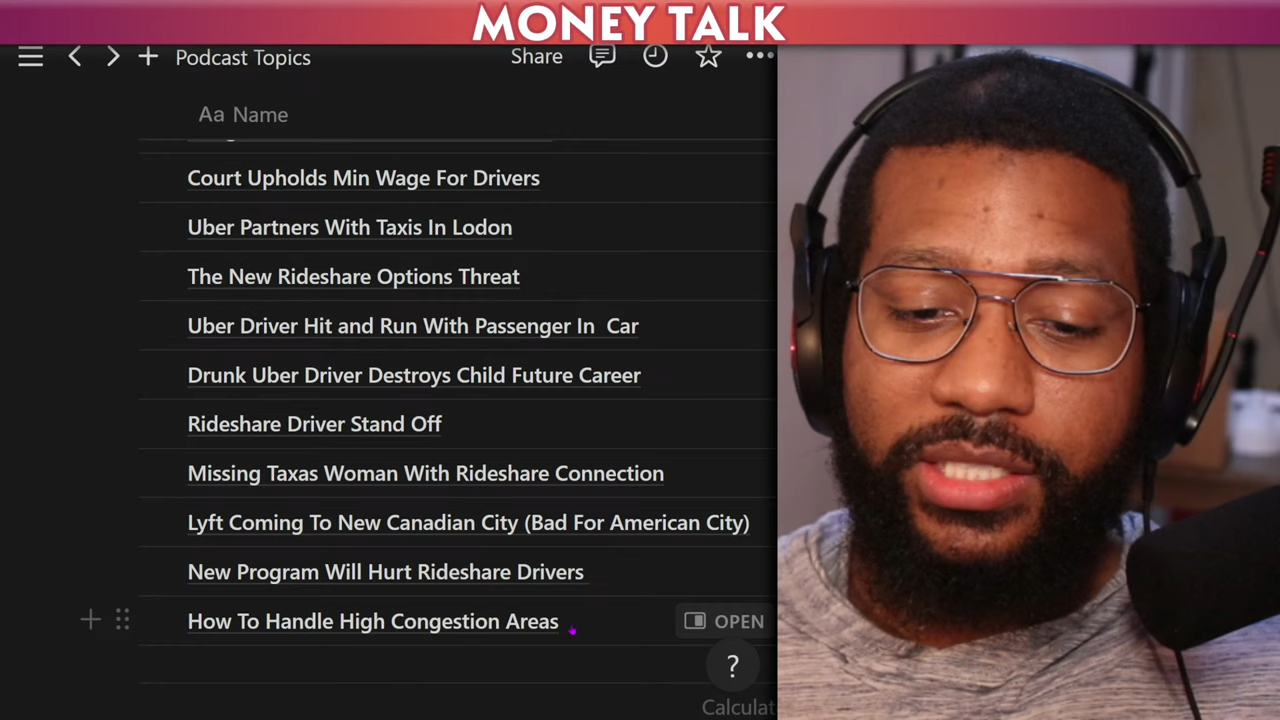 MONEY TALK
Podcast Topics
Share
Aa Name
Court Upholds Min Wage For Drivers
Uber Partners With Taxis In Lodon
The New Rideshare Options Threat
Uber Driver Hit and Run With Passenger In  Car
Drunk Uber Driver Destroys Child Future Career
Rideshare Driver Stand Off
Missing Taxas Woman With Rideshare Connection
Lyft Coming To New Canadian City (Bad For American City)
New Program Will Hurt Rideshare Drivers
How To Handle High Congestion Areas
OPEN
?
Calculat